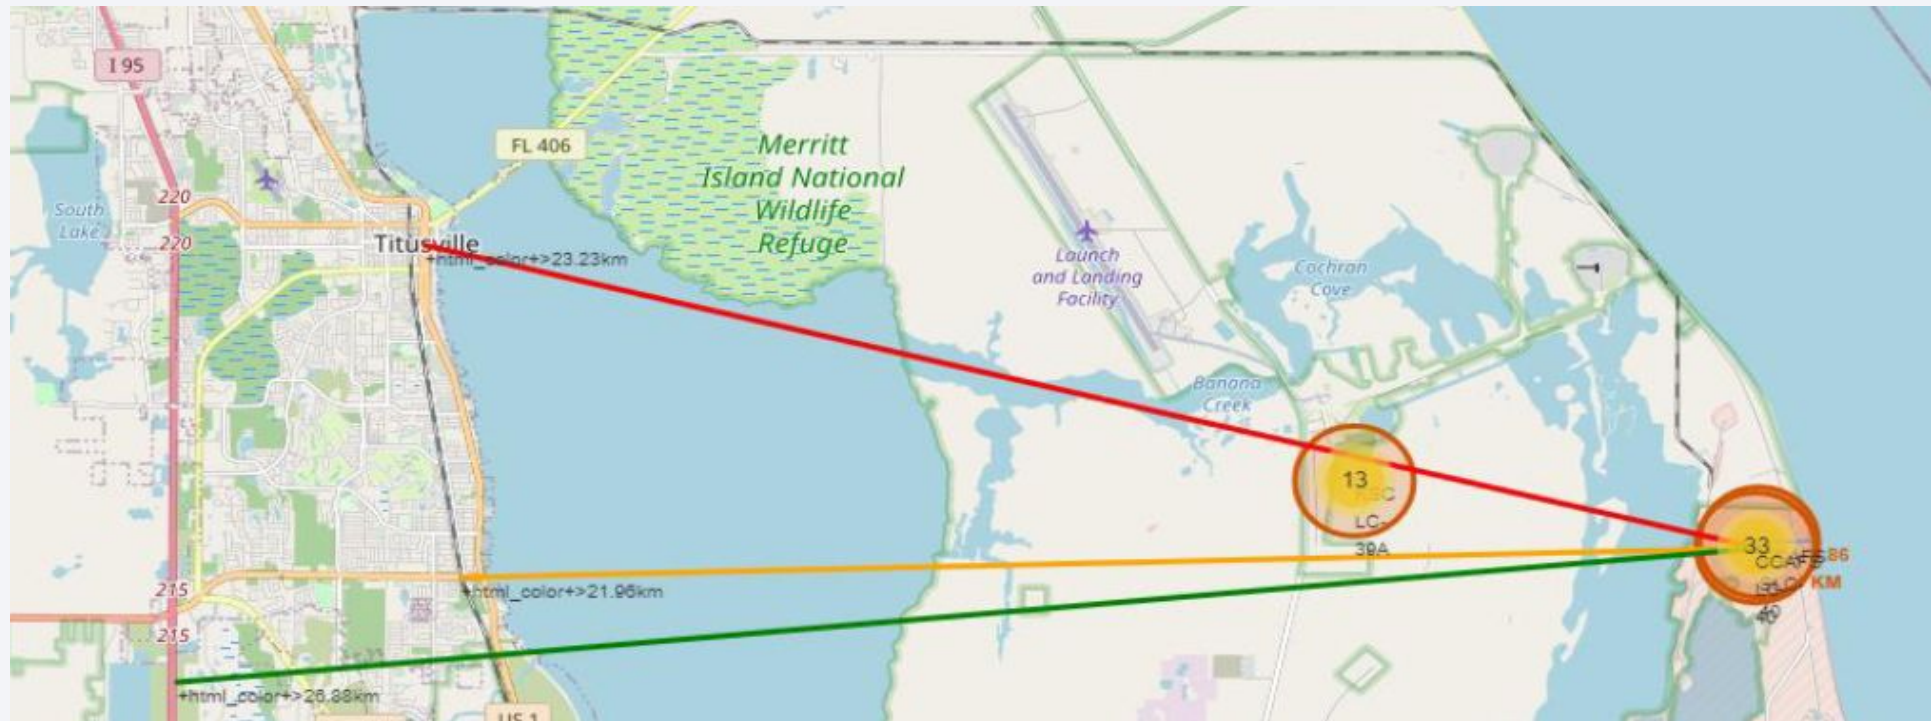 I 95
FL 406
Merritt
Island National
Wildlife
Refuge
220
South
Lake
220
Titusville
+html_color+>23.23km
Launch
and Landing
Facility
Cochran
Cove
Banana
Creek
13
KSC
LC-
39A
33
86
KM
215
+html_color+>21.96km
215
+html_color+>26.88km
US 1